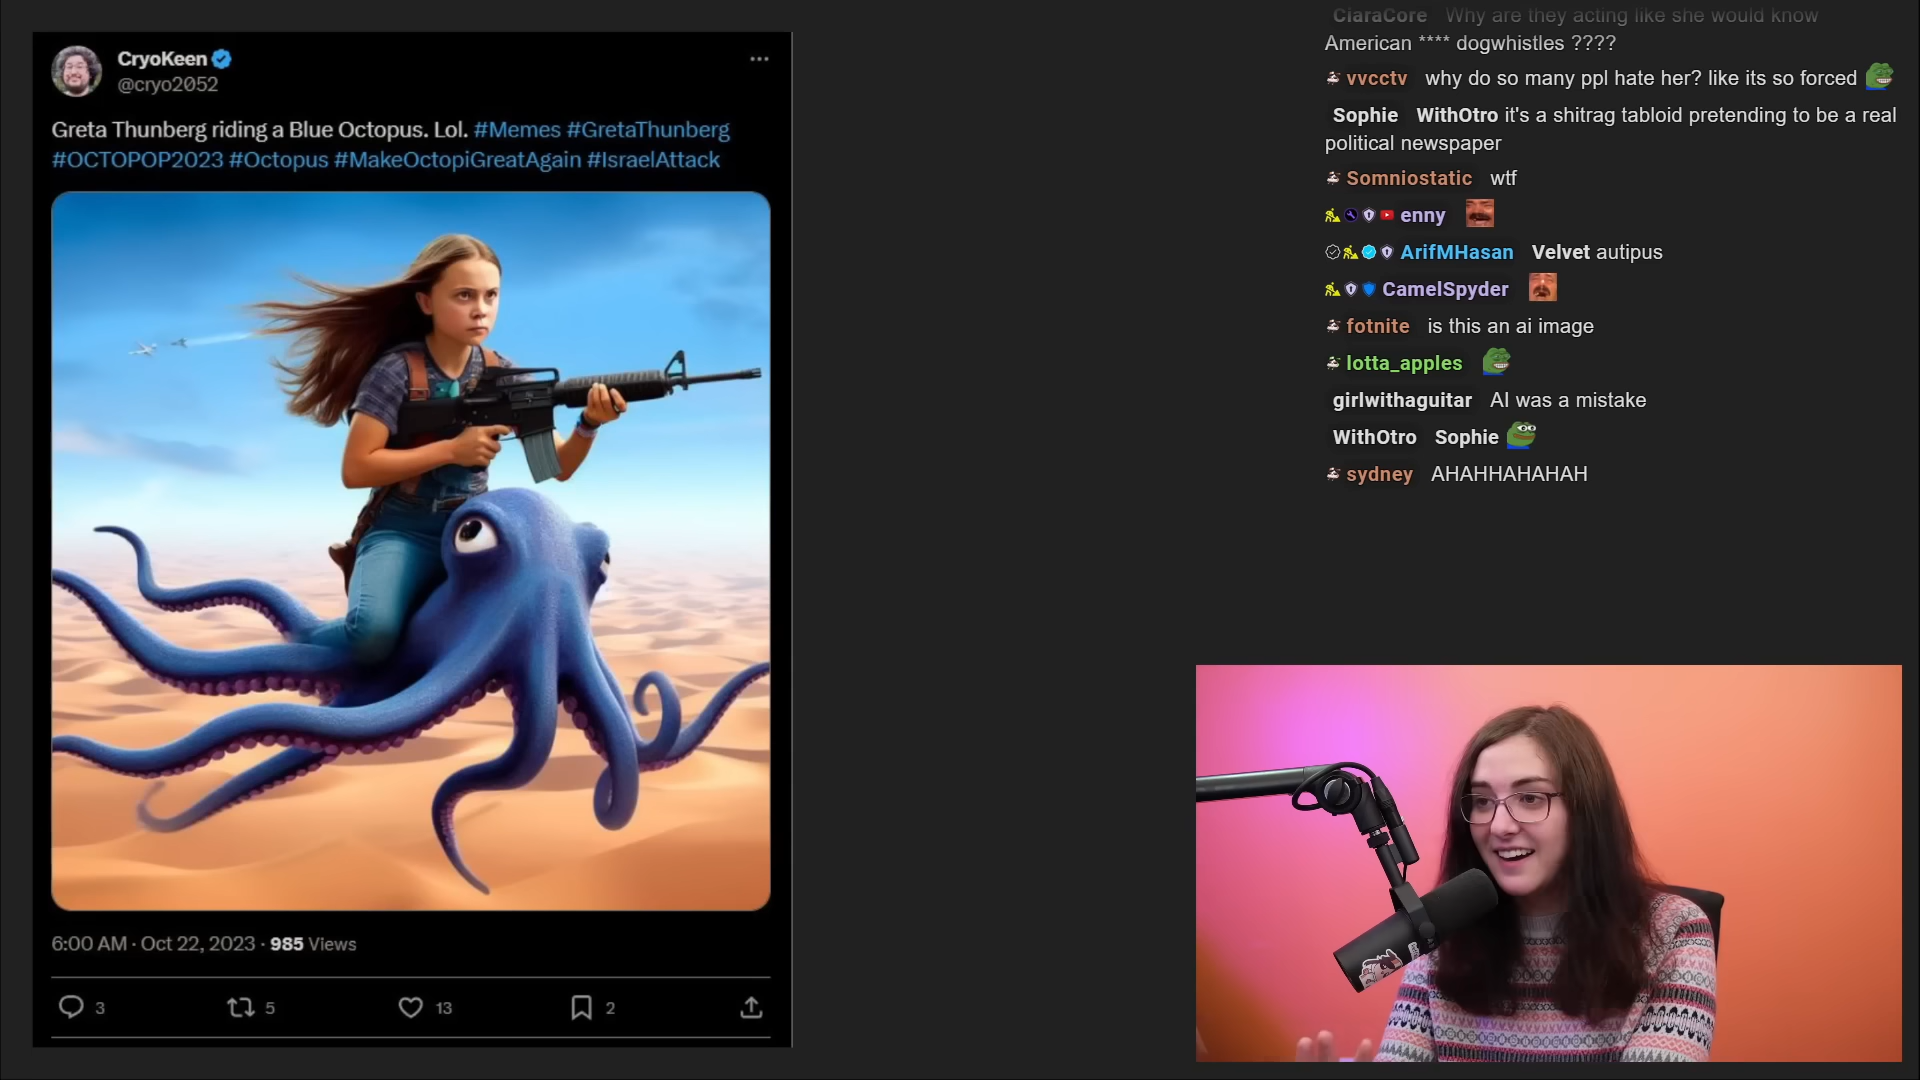 CryoKeen
@cryo2052
Greta Thunberg riding a Blue Octopus. Lol. #Memes #GretaThunberg
#OCTOPOP2023 #Octopus #MakeOctopiGreatAgain #IsraelAttack
6:00 AM · Oct 22, 2023 · 985 Views
3 5 13 2
ClaraCore Why are they acting like she would know
American **** dogwhistles ????
vvcctv why do so many ppl hate her? like its so forced
Sophie WithOtro it's a shitrag tabloid pretending to be a real
political newspaper
Somniostatic wtf
enny
ArifMHasan Velvet autipus
CamelSpyder
fotnite is this an ai image
lotta_apples
girlwithaguitar AI was a mistake
WithOtro Sophie
sydney AHAHHAHAHAH